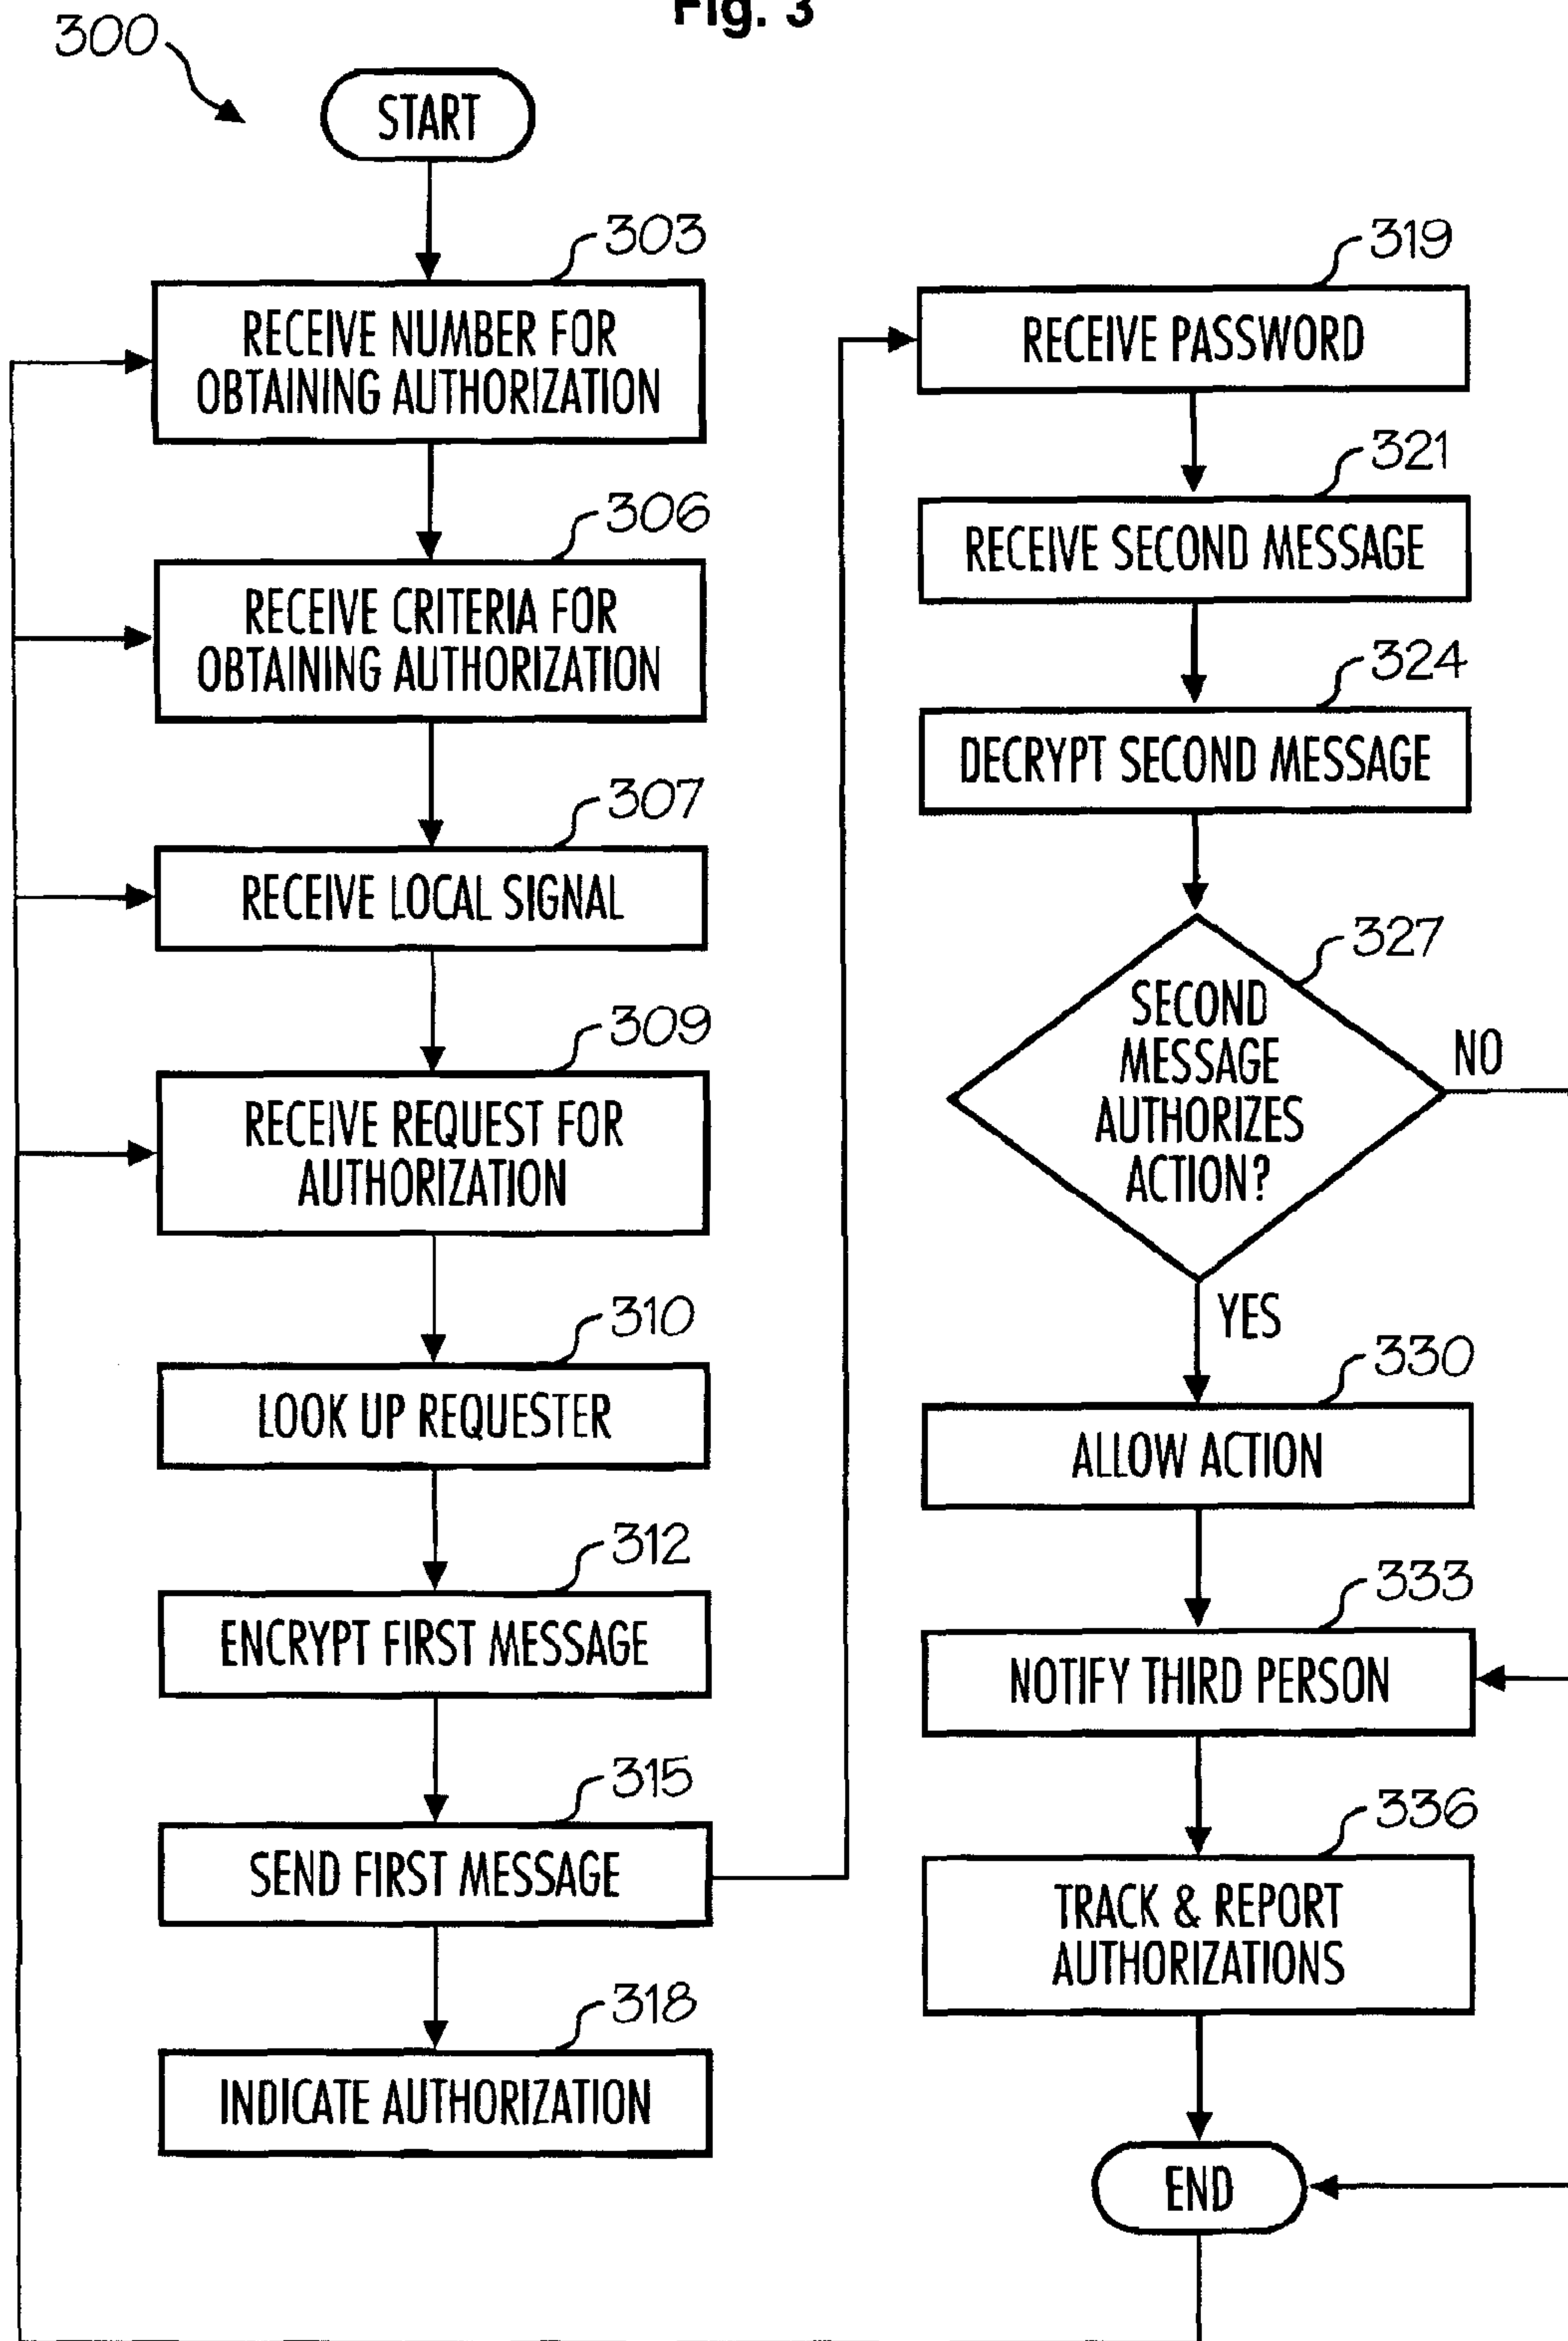 Fig. 3
300
START
303
RECEIVE NUMBER FOR
OBTAINING AUTHORIZATION
306
RECEIVE CRITERIA FOR
OBTAINING AUTHORIZATION
307
RECEIVE LOCAL SIGNAL
309
RECEIVE REQUEST FOR
AUTHORIZATION
310
LOOK UP REQUESTER
312
ENCRYPT FIRST MESSAGE
315
SEND FIRST MESSAGE
318
INDICATE AUTHORIZATION
319
RECEIVE PASSWORD
321
RECEIVE SECOND MESSAGE
324
DECRYPT SECOND MESSAGE
327
SECOND
MESSAGE
AUTHORIZES
ACTION?
NO
YES
330
ALLOW ACTION
333
NOTIFY THIRD PERSON
336
TRACK & REPORT
AUTHORIZATIONS
END